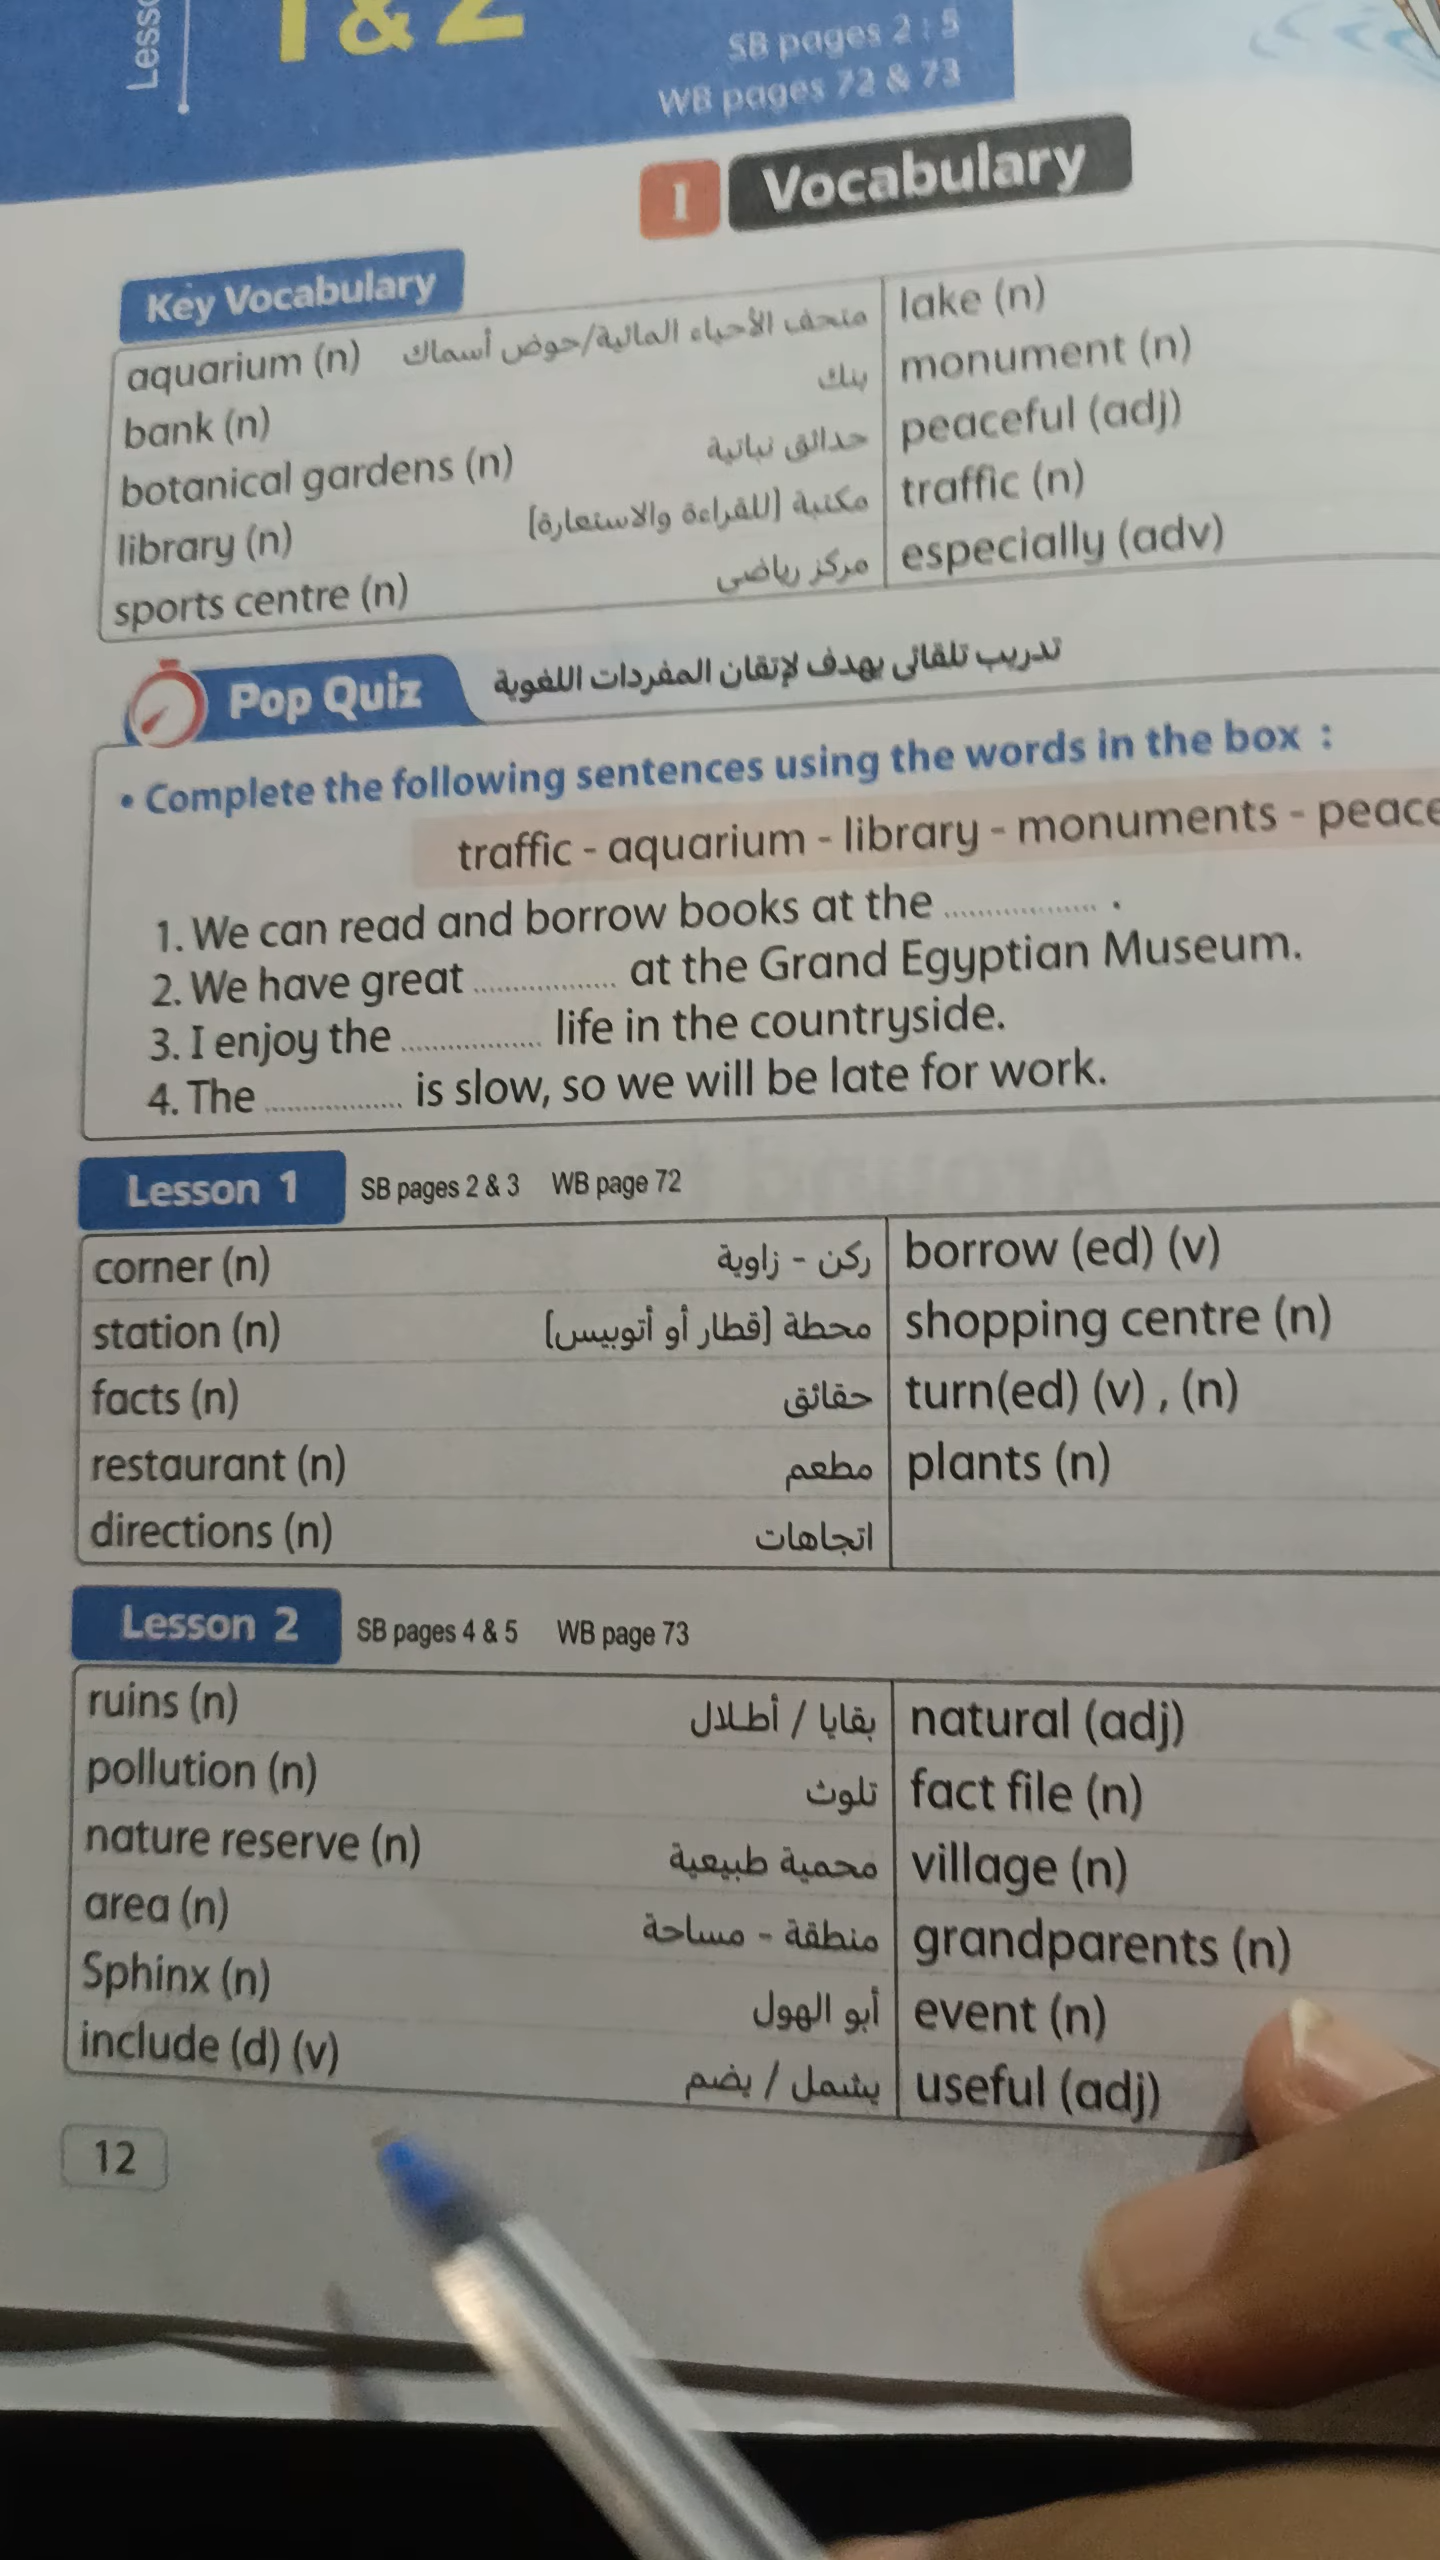 1 & 2
SB pages 2 : 5
WB pages 72 & 73
1 Vocabulary
Key Vocabulary
aquarium (n) متحف الأحياء المائية/حوض أسماك lake (n)
bank (n) بنك monument (n)
botanical gardens (n) حدائق نباتية peaceful (adj)
library (n) مكتبة [للقراءة والاستعارة] traffic (n)
sports centre (n) مركز رياضى especially (adv)
Pop Quiz تدريب تلقائى يهدف لإتقان المفردات اللغوية
• Complete the following sentences using the words in the box :
traffic - aquarium - library - monuments - peace
1. We can read and borrow books at the .................. .
2. We have great .................. at the Grand Egyptian Museum.
3. I enjoy the .................. life in the countryside.
4. The .................. is slow, so we will be late for work.
Lesson 1 SB pages 2 & 3 WB page 72
corner (n) ركن - زاوية borrow (ed) (v)
station (n) محطة [قطار أو أتوبيس] shopping centre (n)
facts (n) حقائق turn(ed) (v) , (n)
restaurant (n) مطعم plants (n)
directions (n) اتجاهات
Lesson 2 SB pages 4 & 5 WB page 73
ruins (n) بقايا / أطلال natural (adj)
pollution (n) تلوث fact file (n)
nature reserve (n) محمية طبيعية village (n)
area (n) منطقة - مساحة grandparents (n)
Sphinx (n) أبو الهول event (n)
include (d) (v) يشمل / يضم useful (adj)
12